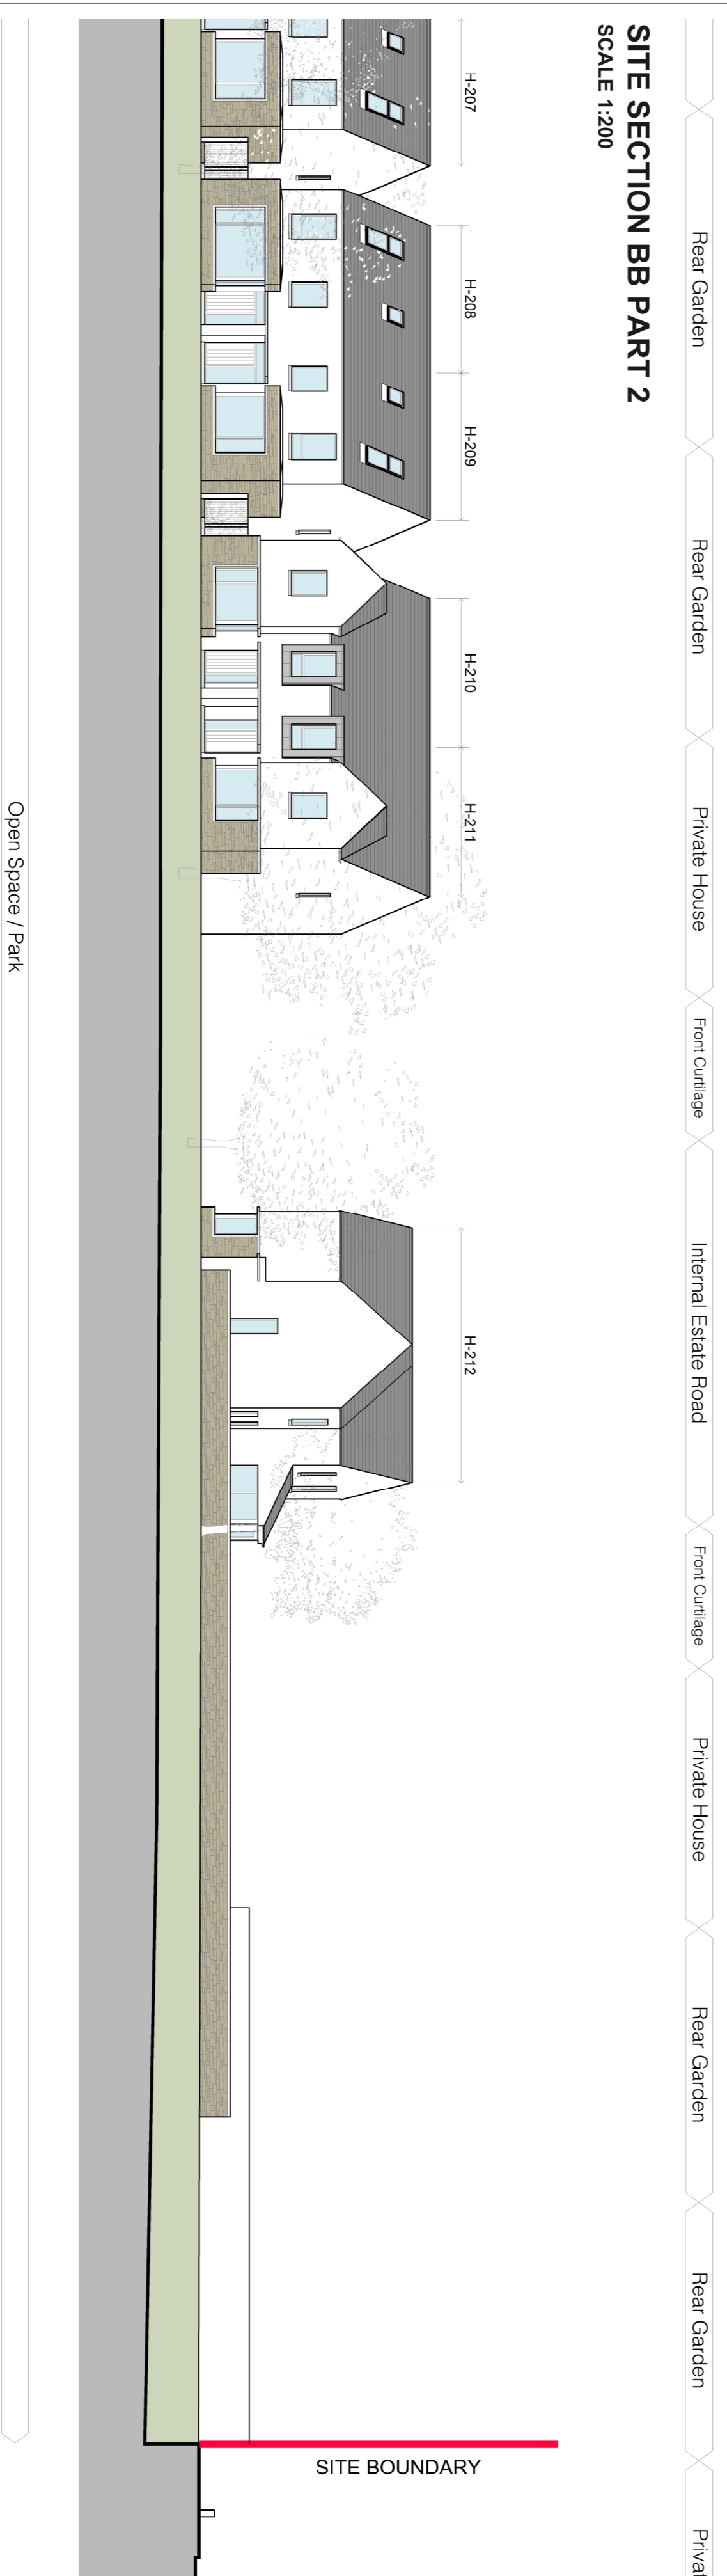 SITE SECTION BB PART 2
SCALE 1:200
Rear Garden
Rear Garden
Private House
Front Curtilage
Internal Estate Road
Front Curtilage
Private House
Rear Garden
Rear Garden
Privat
H-207
H-208
H-209
H-210
H-211
H-212
SITE BOUNDARY
Open Space / Park